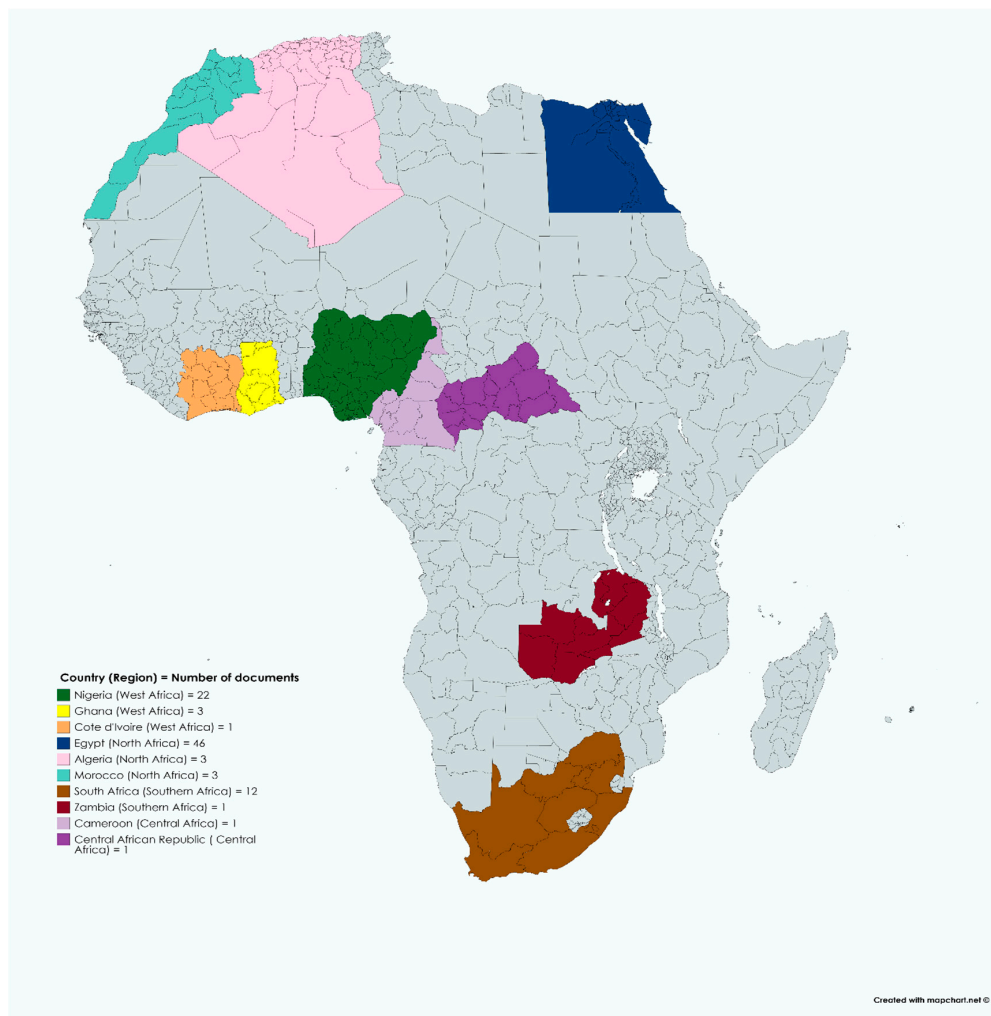 Country (Region) = Number of documents
Nigeria (West Africa) = 22
Ghana (West Africa) = 3
Cote d'Ivoire (West Africa) = 1
Egypt (North Africa) = 46
Algeria (North Africa) = 3
Morocco (North Africa) = 3
South Africa (Southern Africa) = 12
Zambia (Southern Africa) = 1
Cameroon (Central Africa) = 1
Central African Republic ( Central
Africa) = 1
Created with mapchart.net ©